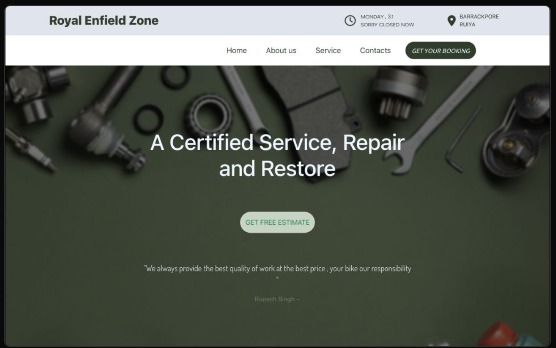 Royal Enfield Zone
MONDAY, 31
SORRY CLOSED NOW
BARRACKPORE
RUIYA
Home
About us
Service
Contacts
GET YOUR BOOKING
A Certified Service, Repair
and Restore
GET FREE ESTIMATE
"We always provide the best quality of work at the best price , your bike our responsibility
"
Rupesh Singh ~